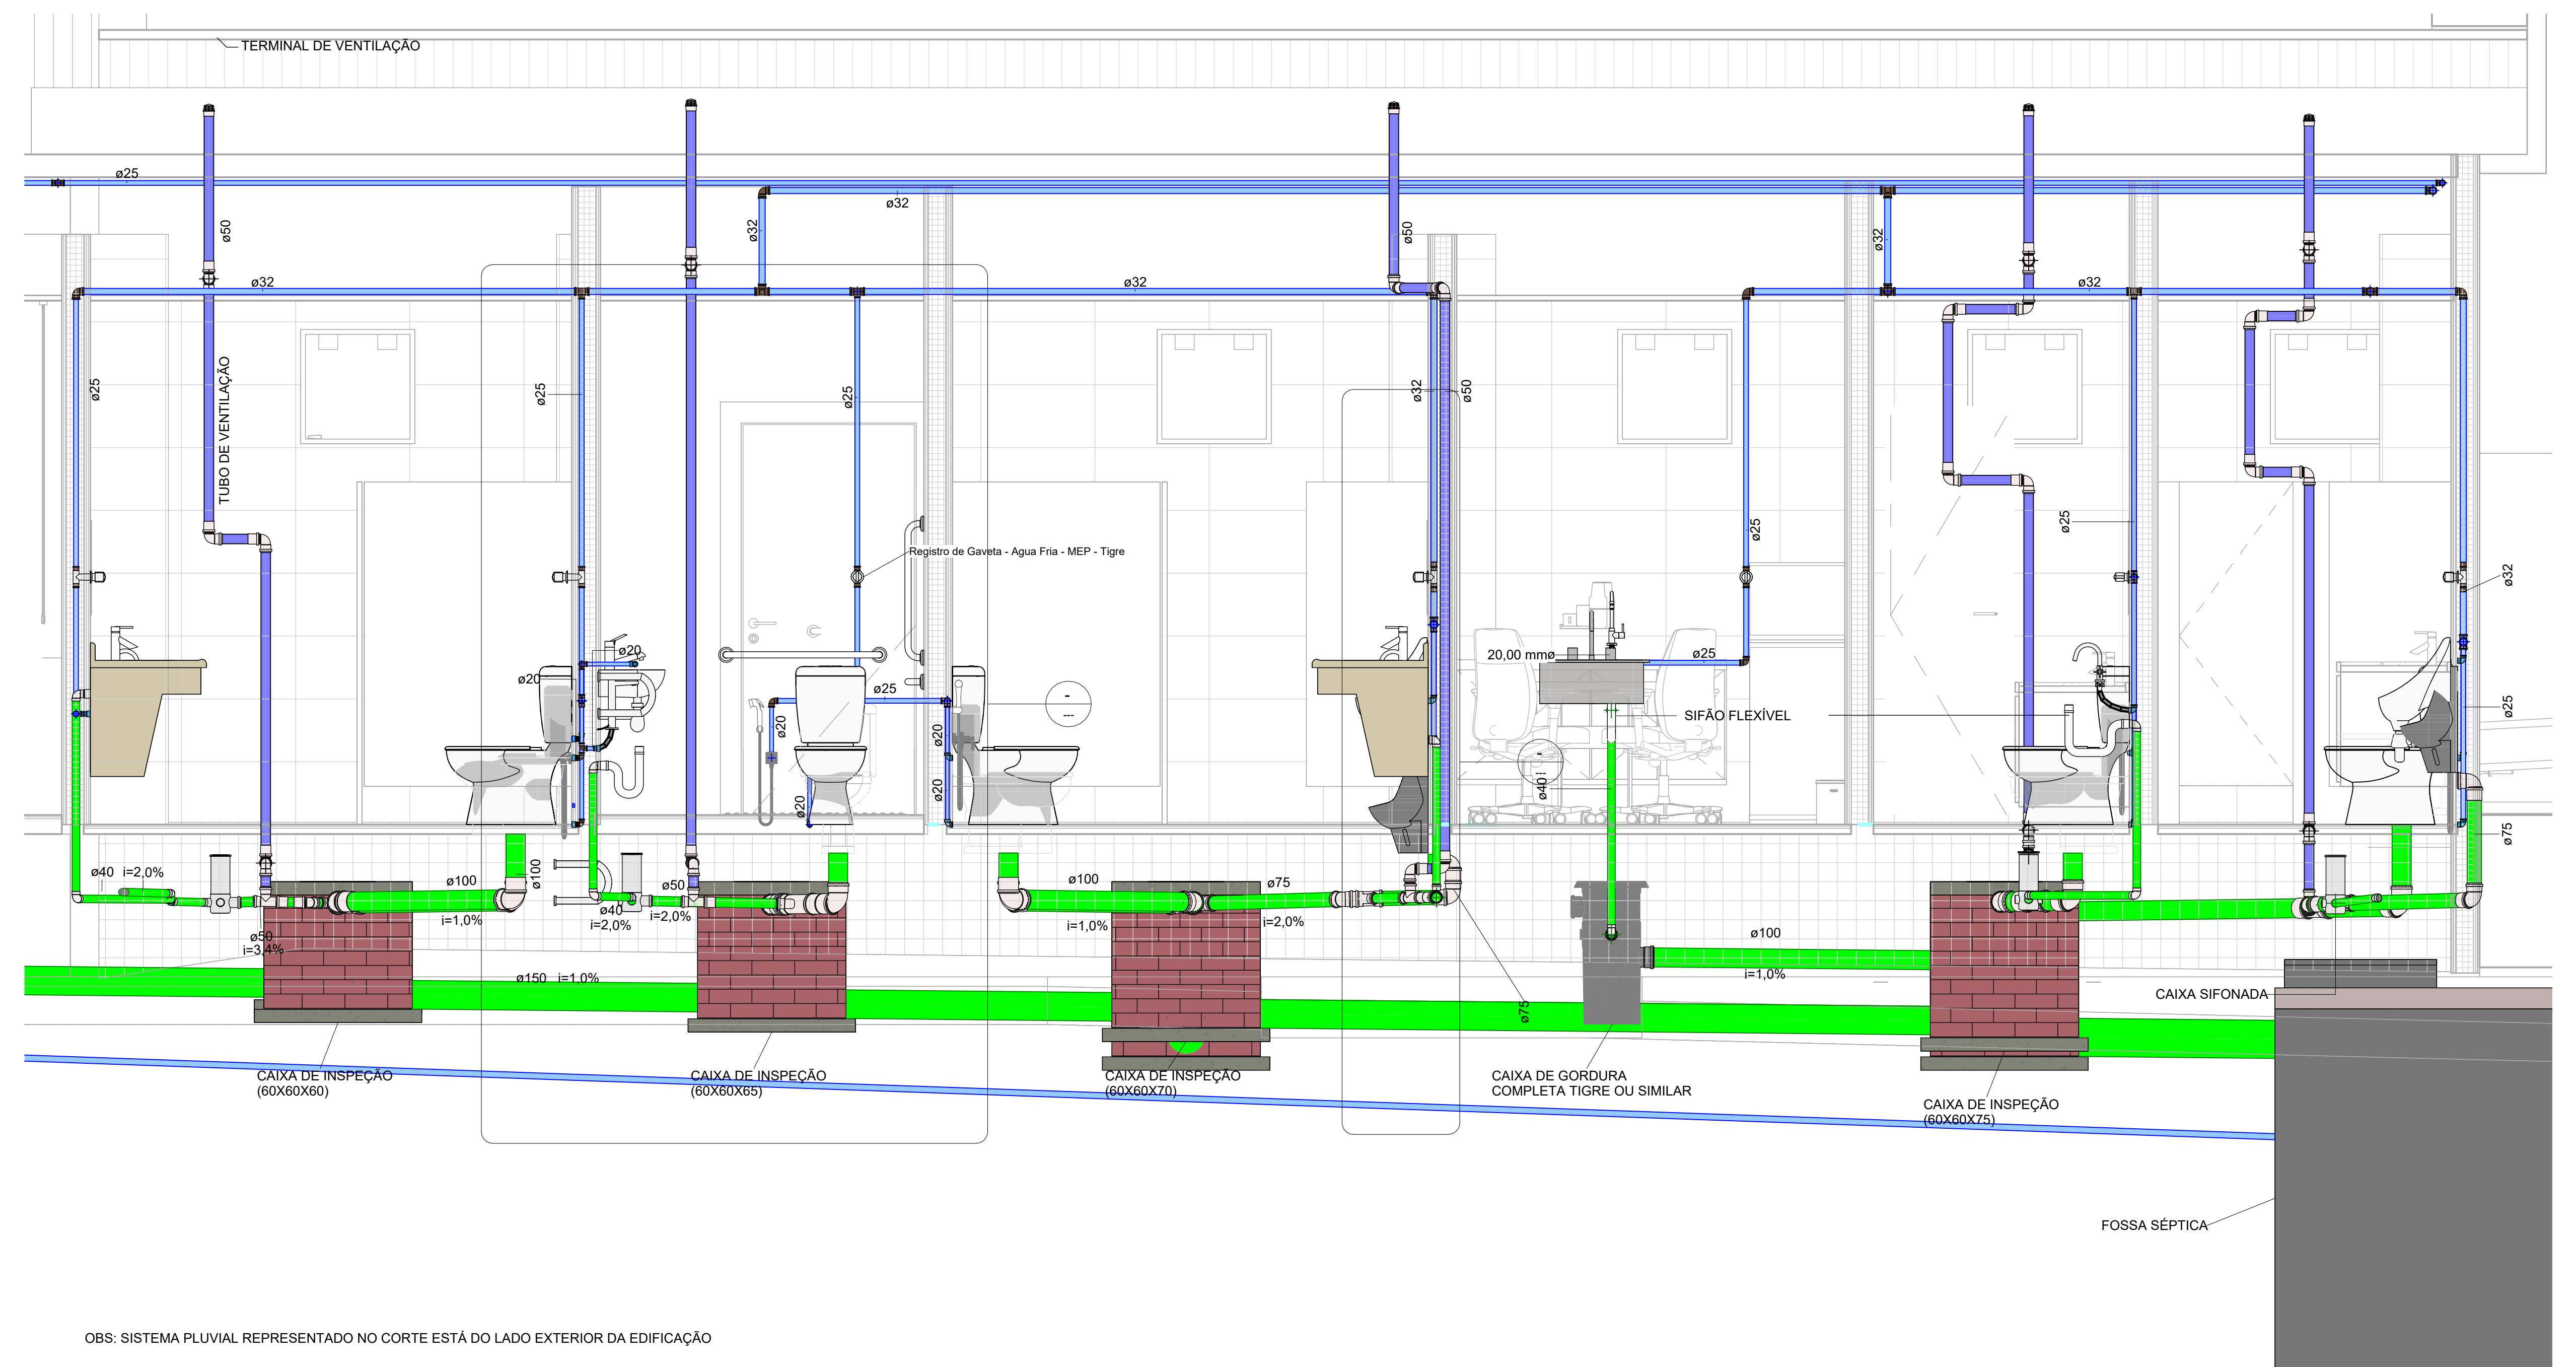 TERMINAL DE VENTILAÇÃO
ø25
ø32
ø50
ø32
ø50
ø32
ø32
ø32
ø32
TUBO DE VENTILAÇÃO
ø25
ø25
ø25
ø32
ø50
ø25
ø25
Registro de Gaveta - Agua Fria - MEP - Tigre
ø32
ø20
20,00 mmø
ø25
ø20
ø25
-
---
ø25
SIFÃO FLEXÍVEL
ø20
ø20
-
---
ø40
ø20
ø20
ø75
ø40 i=2,0%
ø100
ø100
ø50
i=2,0%
ø40
i=2,0%
ø100
ø75
i=1,0%
i=1,0%
i=2,0%
ø50
i=3,4%
ø100
i=1,0%
ø150 i=1,0%
ø75
CAIXA SIFONADA
CAIXA DE INSPEÇÃO
(60X60X60)
CAIXA DE INSPEÇÃO
(60X60X65)
CAIXA DE INSPEÇÃO
(60X60X70)
CAIXA DE GORDURA
COMPLETA TIGRE OU SIMILAR
CAIXA DE INSPEÇÃO
(60X60X75)
FOSSA SÉPTICA
OBS: SISTEMA PLUVIAL REPRESENTADO NO CORTE ESTÁ DO LADO EXTERIOR DA EDIFICAÇÃO